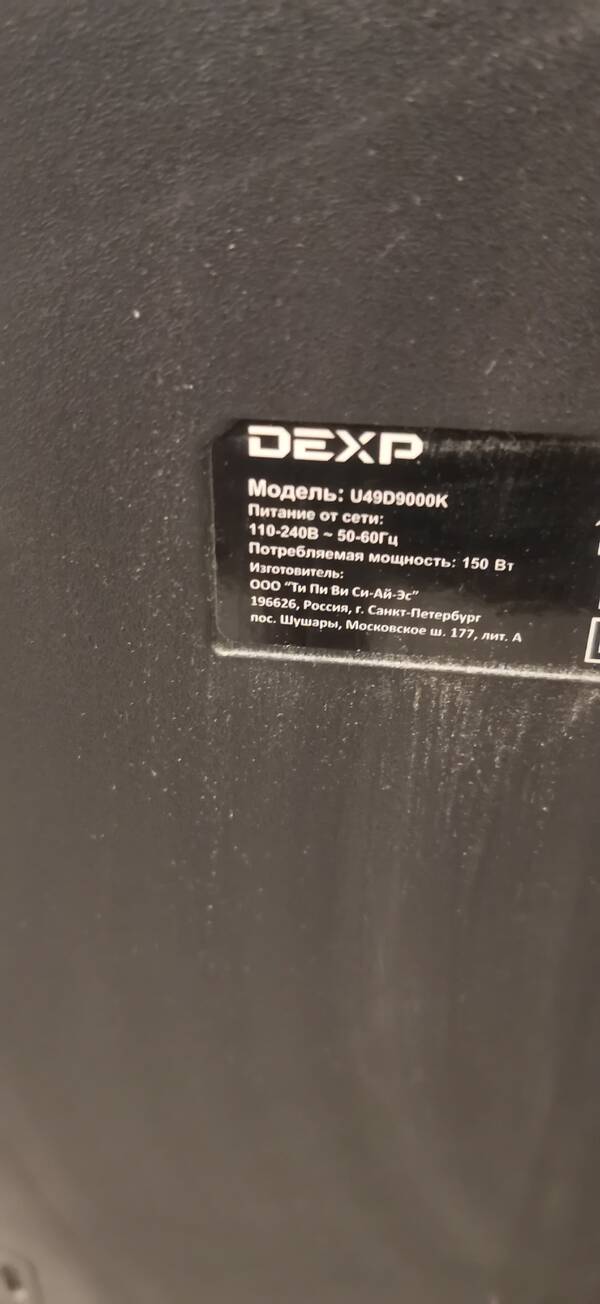 DEXP
Модель: U49D9000K
Питание от сети:
110-240В ~ 50-60Гц
Потребляемая мощность: 150 Вт
Изготовитель:
ООО "Ти Пи Ви Си-Ай-Эс"
196626, Россия, г. Санкт-Петербург
пос. Шушары, Московское ш. 177, лит. А